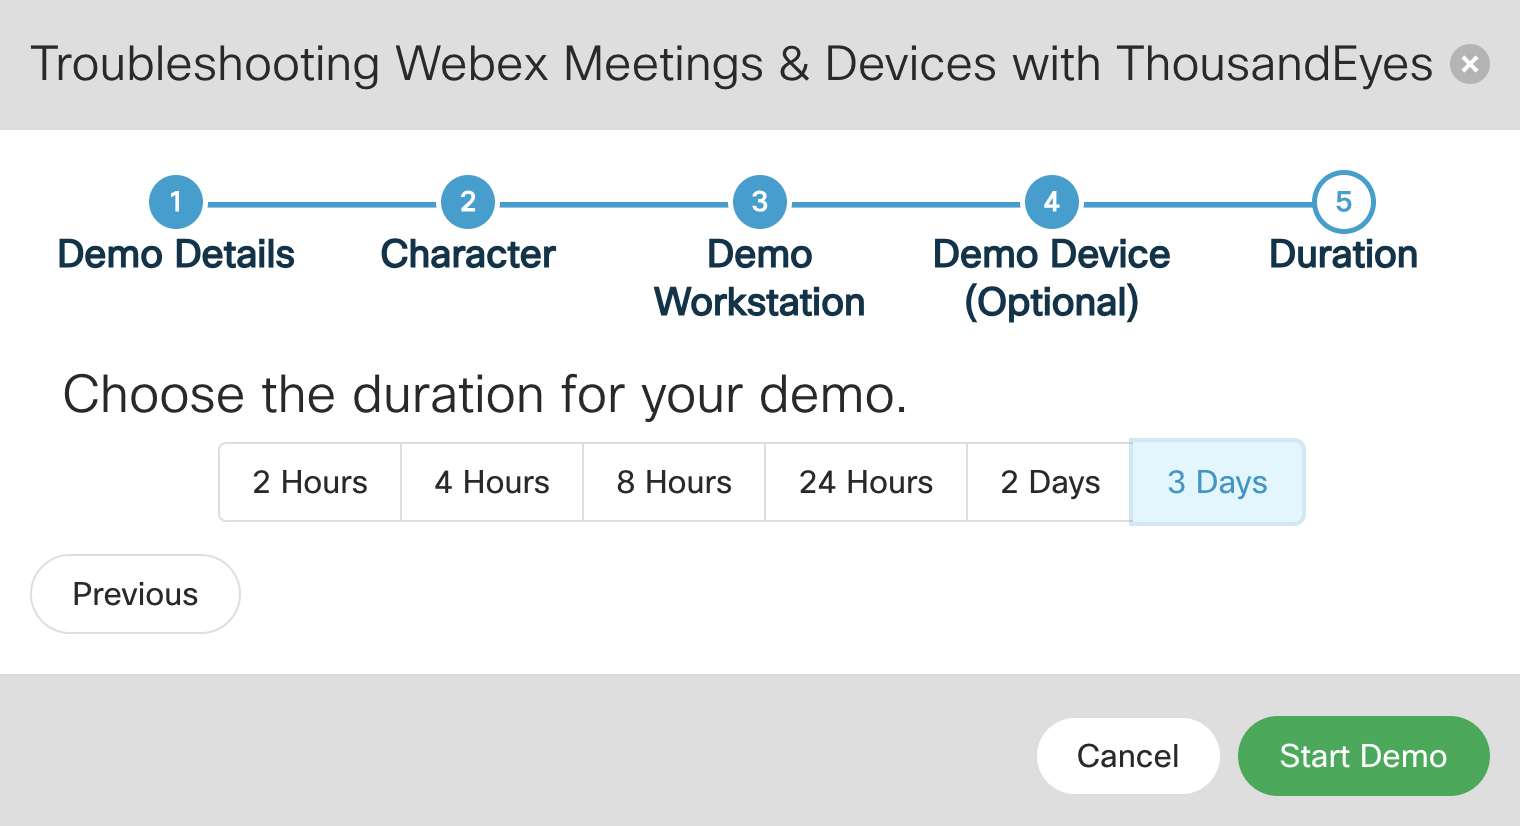 Troubleshooting Webex Meetings & Devices with ThousandEyes
1 2 3 4 5
Demo Details Character Demo Demo Device Duration
Workstation (Optional)
Choose the duration for your demo.
2 Hours 4 Hours 8 Hours 24 Hours 2 Days 3 Days
Previous
Cancel Start Demo